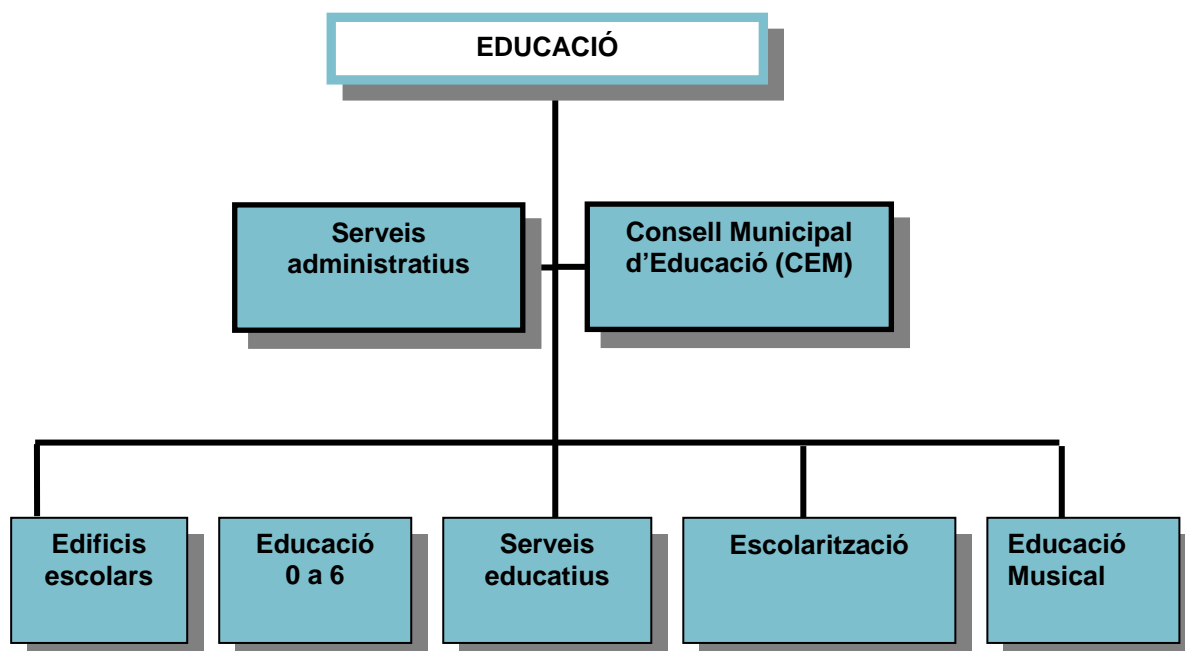 EDUCACIÓ
Serveis
administratius
Consell Municipal
d’Educació (CEM)
Edificis
escolars
Educació
0 a 6
Serveis
educatius
Escolarització
Educació
Musical